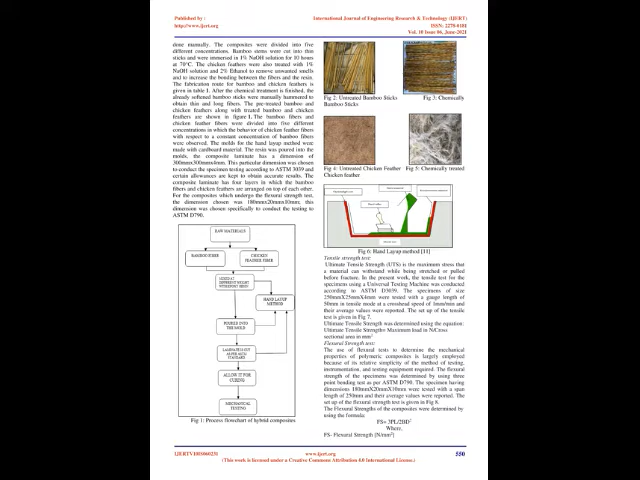 Published by :
http://www.ijert.org
International Journal of Engineering Research & Technology (IJERT)
ISSN: 2278-0181
Vol. 10 Issue 06, June-2021
done manually. The composites were divided into five
different concentrations. Bamboo stems were cut into thin
sticks and were immersed in 1% NaOH solution for 10 hours
at 70°C. The chicken feathers were also treated with 1%
NaOH solution and 2% Ethanol to remove unwanted smells
and to increase the bonding between the fibers and the resin.
The fabrication route for bamboo and chicken feathers is
given in table 1. After the chemical treatment is finished, the
already softened bamboo sticks were manually hammered to
obtain thin and long fibers. The pre-treated bamboo and
chicken feathers along with treated bamboo and chicken
feathers are shown in figure 1. The bamboo fibers and
chicken feather fibers were divided into five different
concentrations in which the behavior of chicken feather fibers
with respect to a constant concentration of bamboo fibers
were observed. The molds for the hand layup method were
made with cardboard material. The resin was poured into the
molds, the composite laminate has a dimension of
300mmx300mmx4mm. This particular dimension was chosen
to conduct the specimen testing according to ASTM 3039 and
certain allowances are kept to obtain accurate results. The
composite laminate has four layers in which the bamboo
fibers and chicken feathers are arranged on top of each other.
For the composites which undergo the flexural strength test,
the dimension chosen was 180mmx20mmx10mm, this
dimension was chosen specifically to conduct the testing to
ASTM D790.
RAW MATERIALS
BAMBOO FIBER
CHICKEN
FEATHER FIBER
HAND LAYUP
METHOD
POURED INTO
THE MOLD
ALLOW IT FOR
CURING
MECHANICAL
TESTING
Fig 1: Process flowchart of hybrid composites
Fig 2: Untreated Bamboo Sticks
Fig 3: Chemically
Bamboo Sticks
Fig 4: Untreated Chicken Feather
Fig 5: Chemically treated
Chicken feather
Fig 6: Hand Layup method [14]
Tensile strength test:
Ultimate Tensile Strength (UTS) is the maximum stress that
a material can withstand while being stretched or pulled
before fracture. In the present work, the tensile test for the
specimens using a Universal Testing Machine was conducted
according to ASTM D3039. The specimens of size
250mmX25mmX4mm were tested with a gauge length of
50mm in tensile mode at a crosshead speed of 1mm/min and
their average values were reported. The set up of the tensile
test is given in Fig 7.
Ultimate Tensile Strength was determined using the equation:
Ultimate Tensile Strength= Maximum load in N/Cross
sectional area in mm²
Flexural Strength test:
The use of flexural tests to determine the mechanical
properties of polymeric composites is largely employed
because of its relative simplicity of the method of testing,
instrumentation, and testing equipment required. The flexural
strength of the specimens was determined by using three
point bending test as per ASTM D790. The specimen having
dimensions 180mmX20mmX10mm were tested with a span
length of 250mm and their average values were reported. The
set up of the flexural strength test is given in Fig 8.
The Flexural Strengths of the composites were determined by
using the formula:
FS= 3PL/2BD²
Where,
FS- Flexural Strength [N/mm²]
IJERTV10IS060231
www.ijert.org
550
(This work is licensed under a Creative Commons Attribution 4.0 International License.)